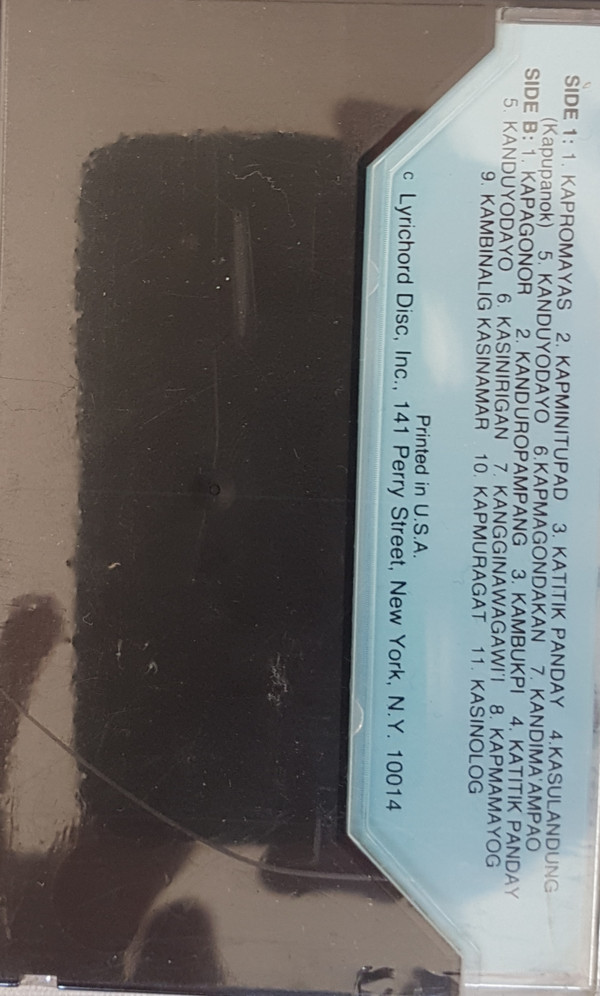 SIDE 1: 1. KAPROMAYAS 2. KAPMINITUPAD 3. KATITIK PANDAY 4.KASULANDUNG
(Kapupanok) 5. KANDUYODAYO 6.KAPMAGONDAKAN 7. KANDIMA'AMPAO
SIDE B: 1. KAPAGONOR 2. KANDUROPAMPANG 3. KAMBUKPI 4. KATITIK PANDAY
5. KANDUYODAYO 6. KASINIRIGAN 7. KANGGINAWAGAWI'I 8. KAPMAMAYOG
9. KAMBINALIG KASINAMAR 10. KAPMURAGAT 11. KASINOLOG
Printed in U.S.A.
c Lyrichord Disc, Inc., 141 Perry Street, New York, N.Y. 10014